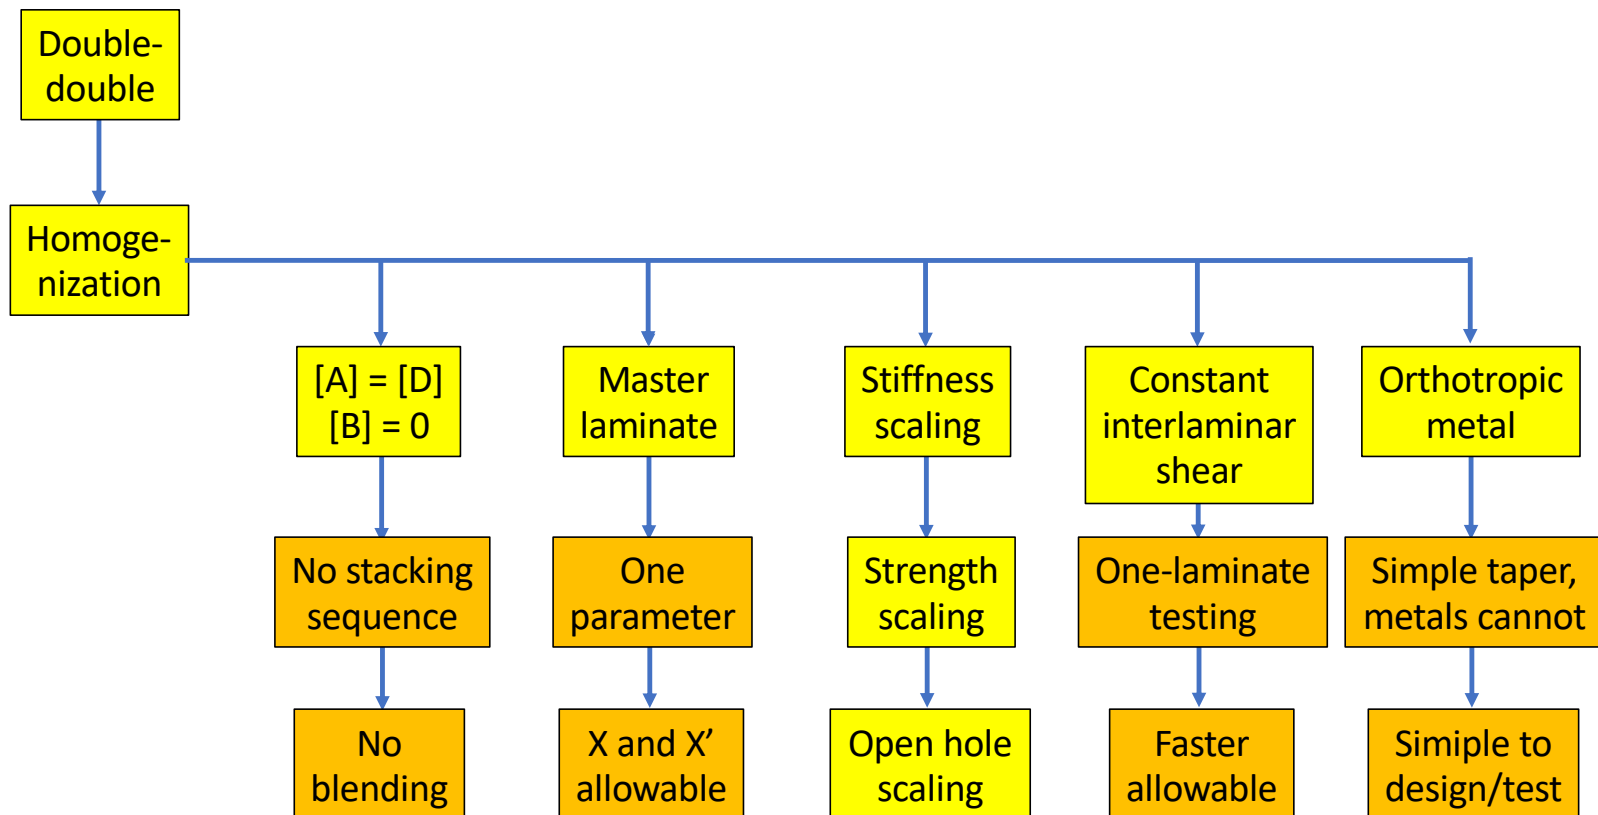 Double-
double
Homoge-
nization
[A] = [D]
[B] = 0
Master
laminate
Stiffness
scaling
Constant
interlaminar
shear
Orthotropic
metal
No stacking
sequence
One
parameter
Strength
scaling
One-laminate
testing
Simple taper,
metals cannot
No
blending
X and X’
allowable
Open hole
scaling
Faster
allowable
Simiple to
design/test